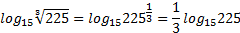 log₁₅∛225 = log₁₅225^{1/3} = 1/3 log₁₅225